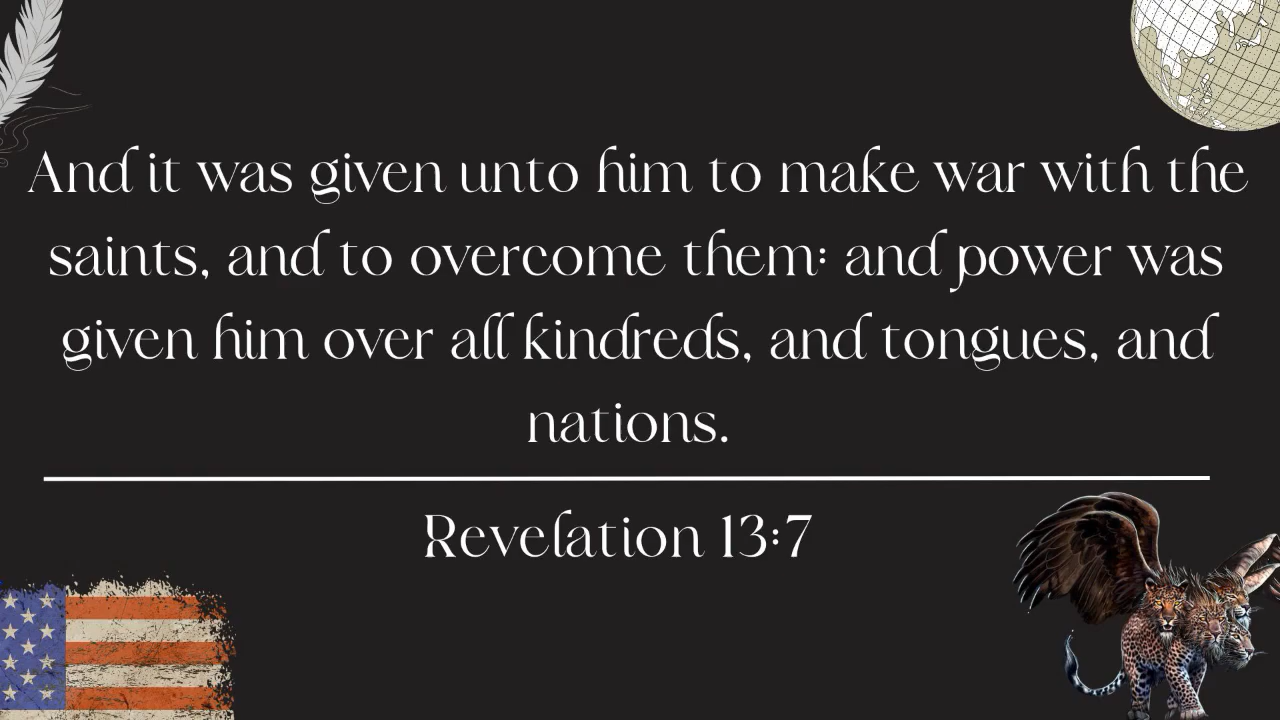 And it was given unto him to make war with the
saints, and to overcome them: and power was
given him over all kindreds, and tongues, and
nations.
Revelation 13:7